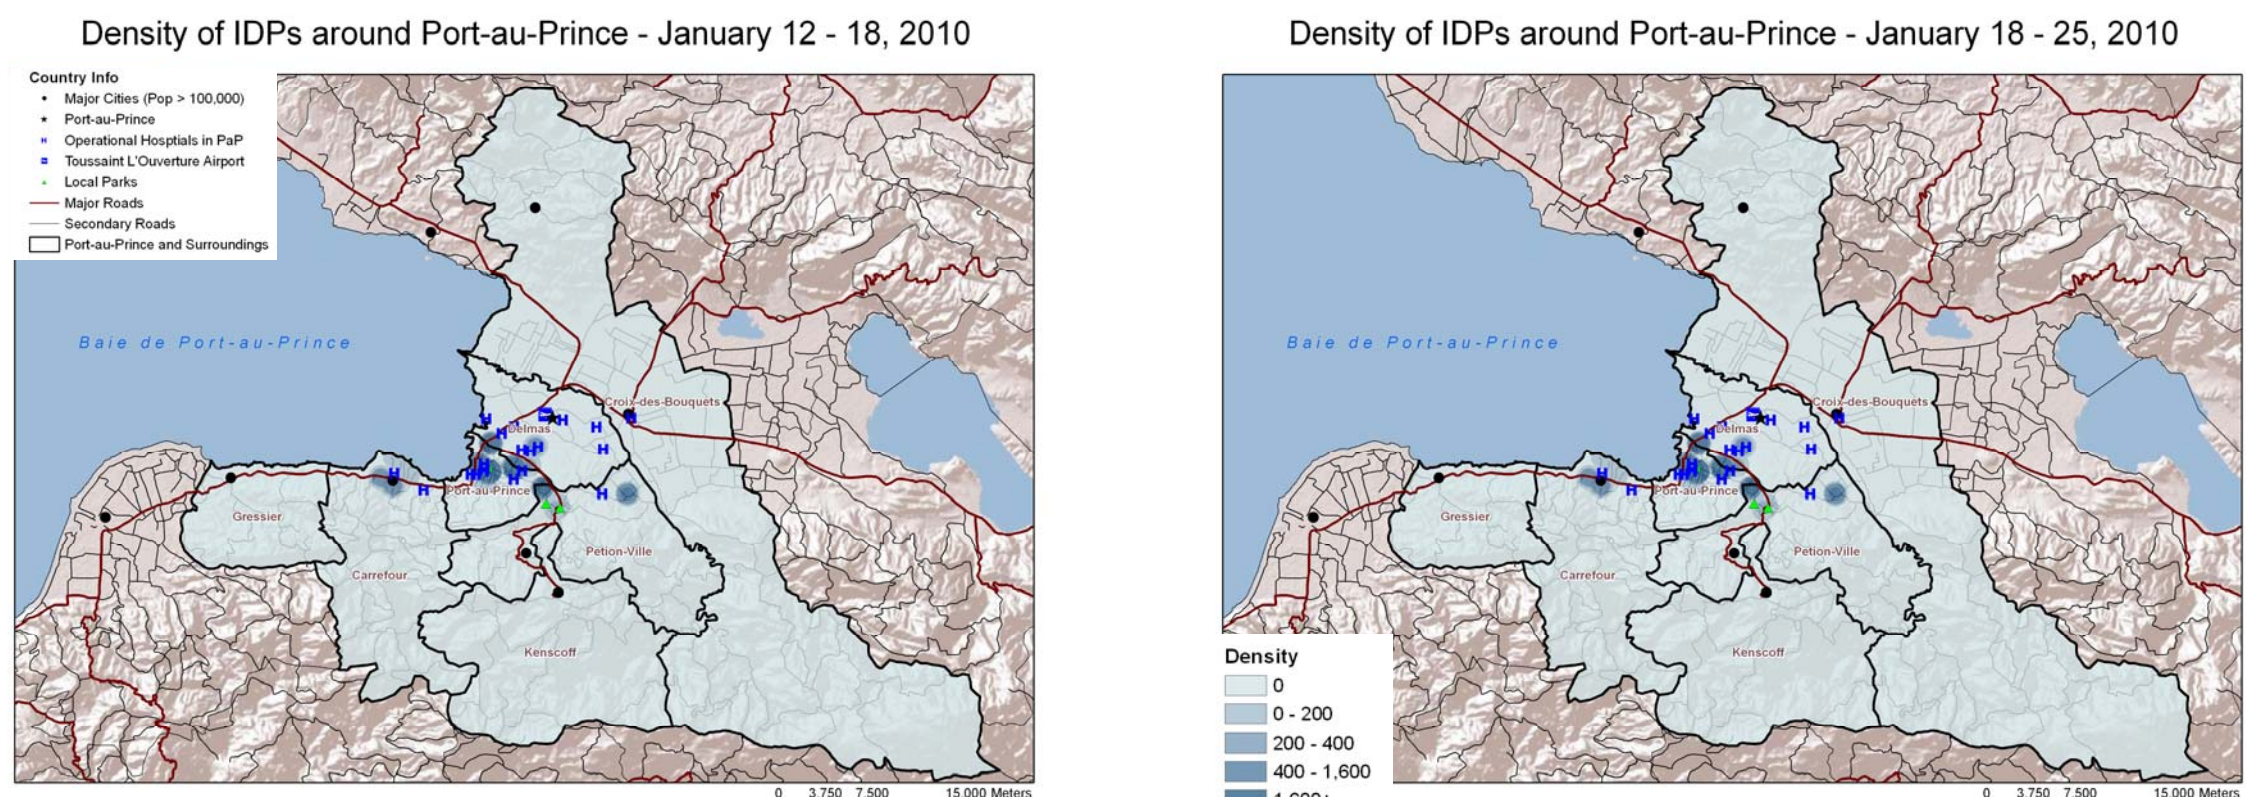 Density of IDPs around Port-au-Prince - January 12 - 18, 2010
Country Info
Major Cities (Pop > 100,000)
Port-au-Prince
Operational Hosptials in PaP
Toussaint L'Ouverture Airport
Local Parks
Major Roads
Secondary Roads
Port-au-Prince and Surroundings
Baie de Port-au-Prince
Croix-des-Bouquets
Delmas
Port-au-Prince
Gressier
Petion-Ville
Carrefour
Kenscoff
0 3,750 7,500 15,000 Meters
Density of IDPs around Port-au-Prince - January 18 - 25, 2010
Baie de Port-au-Prince
Croix-des-Bouquets
Delmas
Port-au-Prince
Gressier
Petion-Ville
Carrefour
Kenscoff
Density
0
0 - 200
200 - 400
400 - 1,600
0 3,750 7,500 15,000 Meters